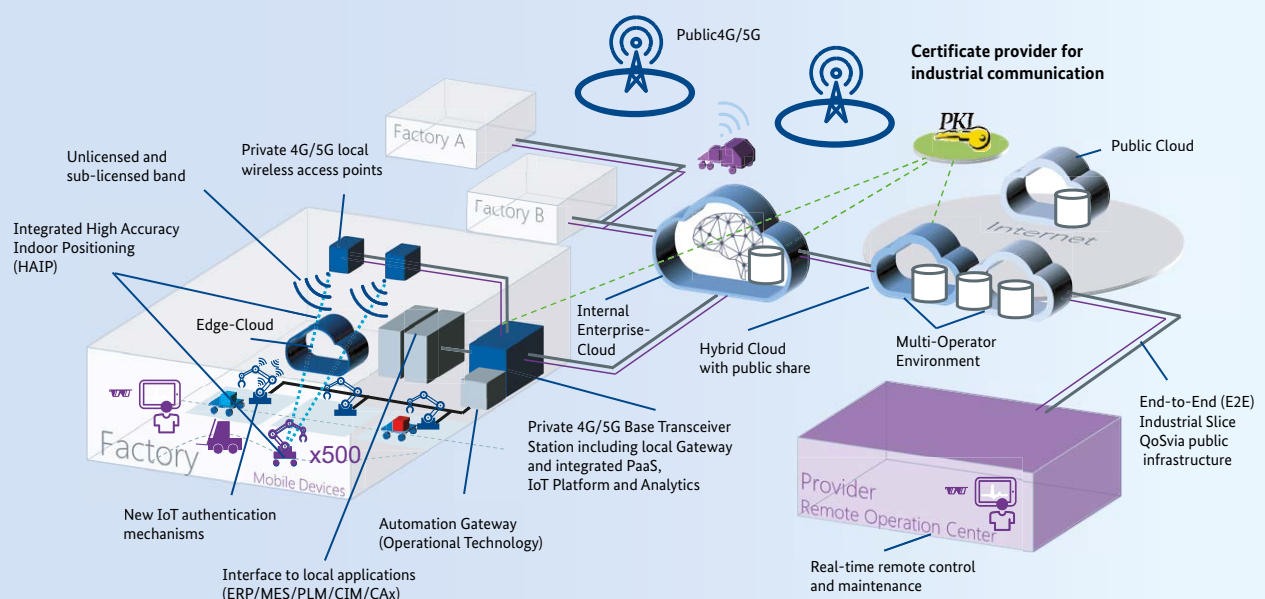 Public4G/5G
Certificate provider for
industrial communication
PKI
Public Cloud
Internet
Factory A
Factory B
Unlicensed and
sub-licensed band
Private 4G/5G local
wireless access points
Integrated High Accuracy
Indoor Positioning
(HAIP)
Edge-Cloud
Internal
Enterprise-
Cloud
Hybrid Cloud
with public share
Multi-Operator
Environment
End-to-End (E2E)
Industrial Slice
QoSvia public
infrastructure
Factory
x500
Mobile Devices
Private 4G/5G Base Transceiver
Station including local Gateway
and integrated PaaS,
IoT Platform and Analytics
New IoT authentication
mechanisms
Automation Gateway
(Operational Technology)
Interface to local applications
(ERP/MES/PLM/CIM/CAx)
Provider
Remote Operation Center
Real-time remote control
and maintenance